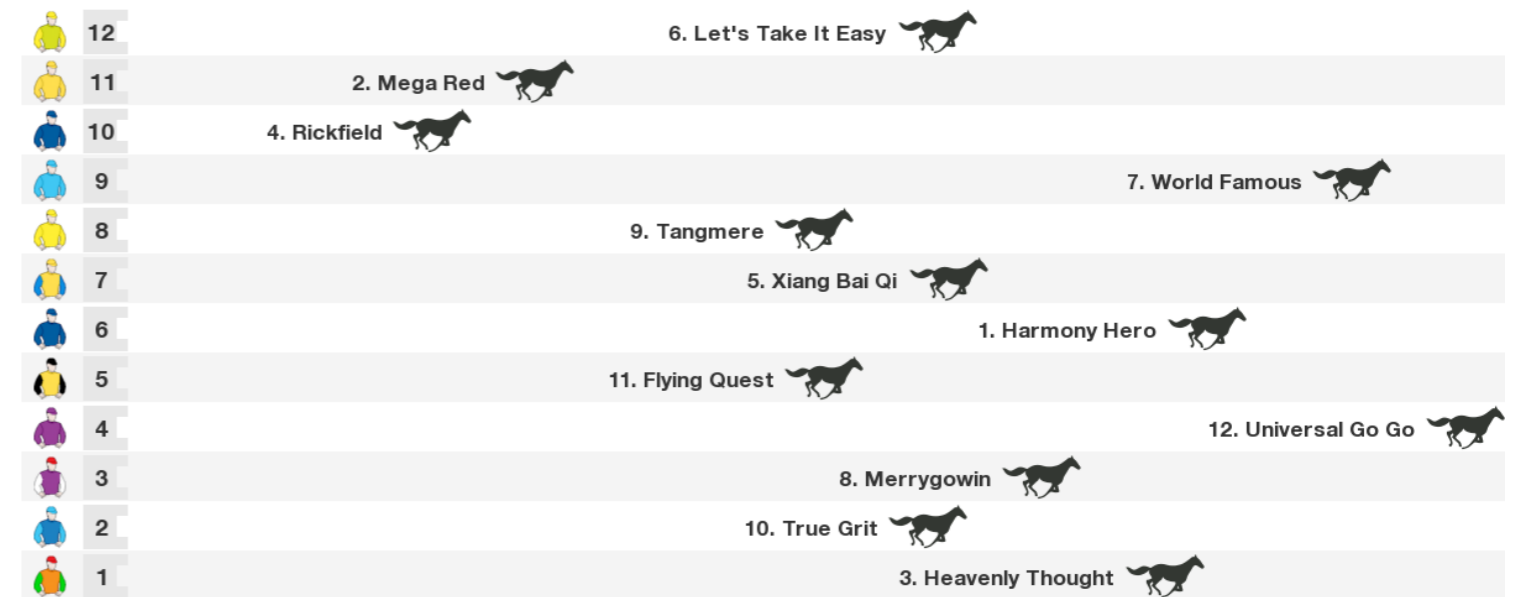 12 6. Let's Take It Easy
11 2. Mega Red
10 4. Rickfield
9 7. World Famous
8 9. Tangmere
7 5. Xiang Bai Qi
6 1. Harmony Hero
5 11. Flying Quest
4 12. Universal Go Go
3 8. Merrygowin
2 10. True Grit
1 3. Heavenly Thought